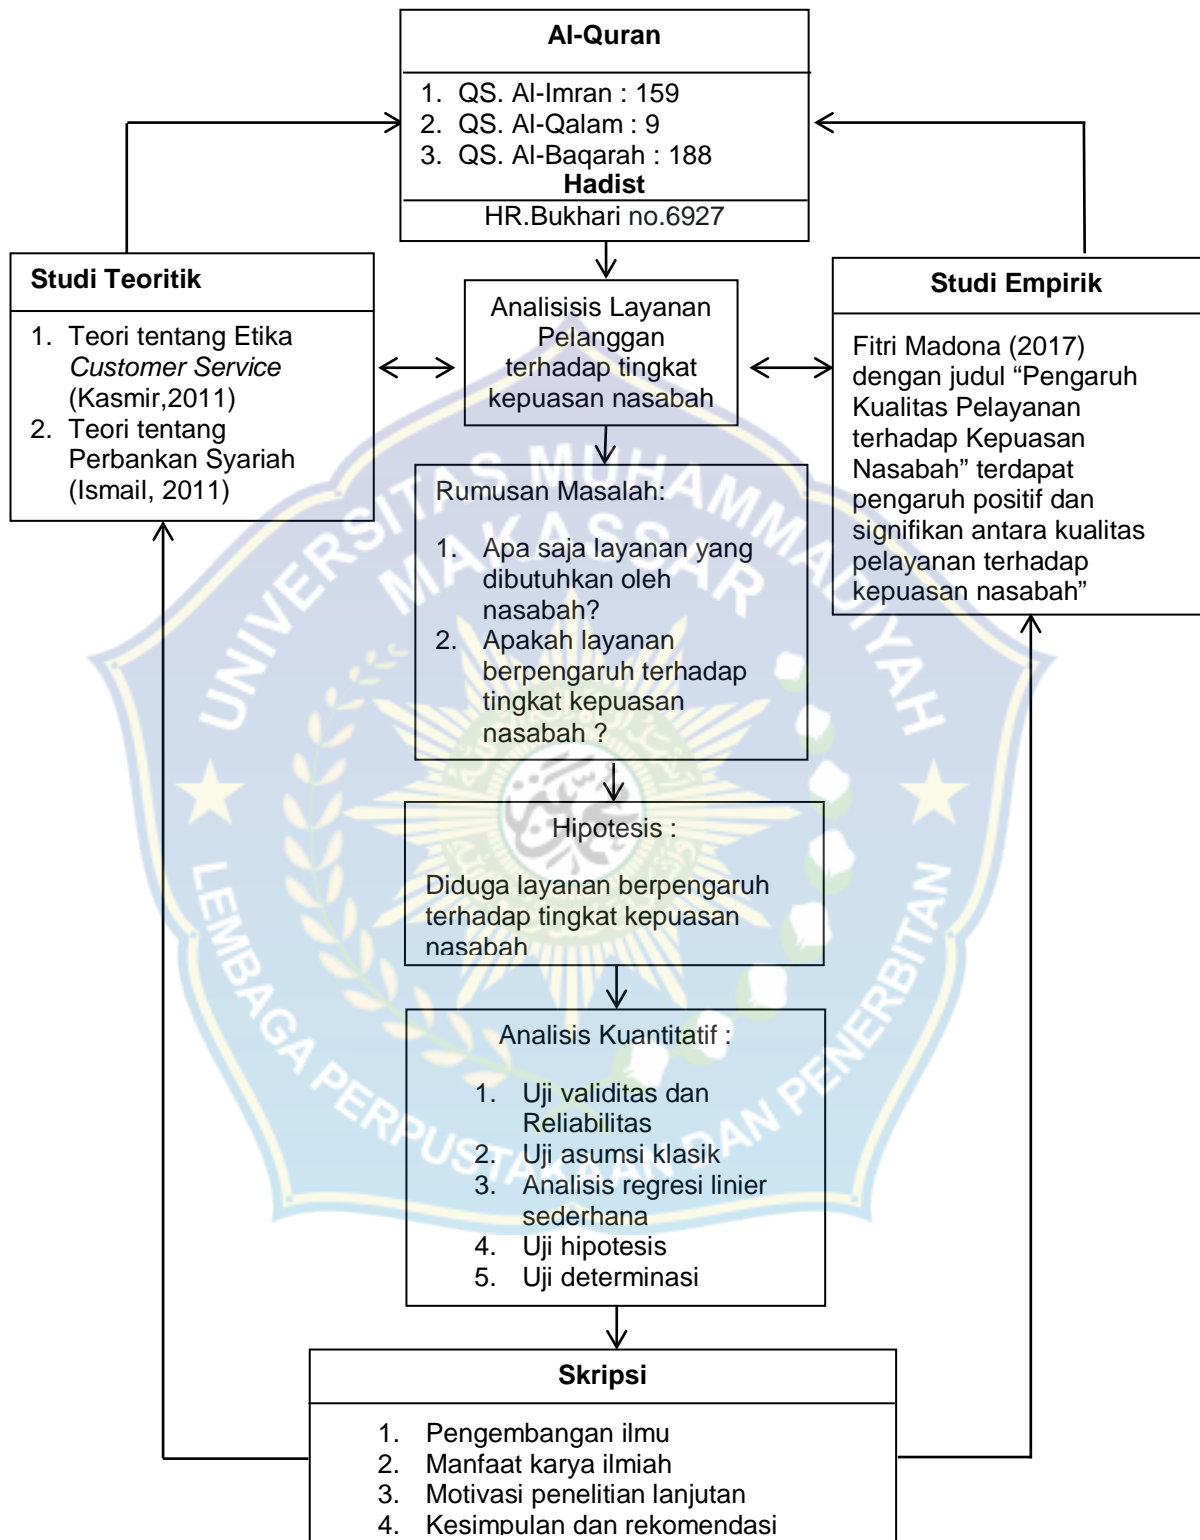 Al-Quran
1. QS. Al-Imran : 159
2. QS. Al-Qalam : 9
3. QS. Al-Baqarah : 188
Hadist
HR.Bukhari no.6927
Studi Teoritik
1. Teori tentang Etika
Customer Service
(Kasmir,2011)
2. Teori tentang
Perbankan Syariah
(Ismail, 2011)
Analisisis Layanan
Pelanggan
terhadap tingkat
kepuasan nasabah
Studi Empirik
Fitri Madona (2017)
dengan judul “Pengaruh
Kualitas Pelayanan
terhadap Kepuasan
Nasabah” terdapat
pengaruh positif dan
signifikan antara kualitas
pelayanan terhadap
kepuasan nasabah”
Rumusan Masalah:
1. Apa saja layanan yang
dibutuhkan oleh
nasabah?
2. Apakah layanan
berpengaruh terhadap
tingkat kepuasan
nasabah ?
Hipotesis :
Diduga layanan berpengaruh
terhadap tingkat kepuasan
nasabah
Analisis Kuantitatif :
1. Uji validitas dan
Reliabilitas
2. Uji asumsi klasik
3. Analisis regresi linier
sederhana
4. Uji hipotesis
5. Uji determinasi
Skripsi
1. Pengembangan ilmu
2. Manfaat karya ilmiah
3. Motivasi penelitian lanjutan
4. Kesimpulan dan rekomendasi
UNIVERSITAS MUHAMMADIYAH
MAKASSAR
LEMBAGA PERPUSTAKAAN DAN PENERBITAN